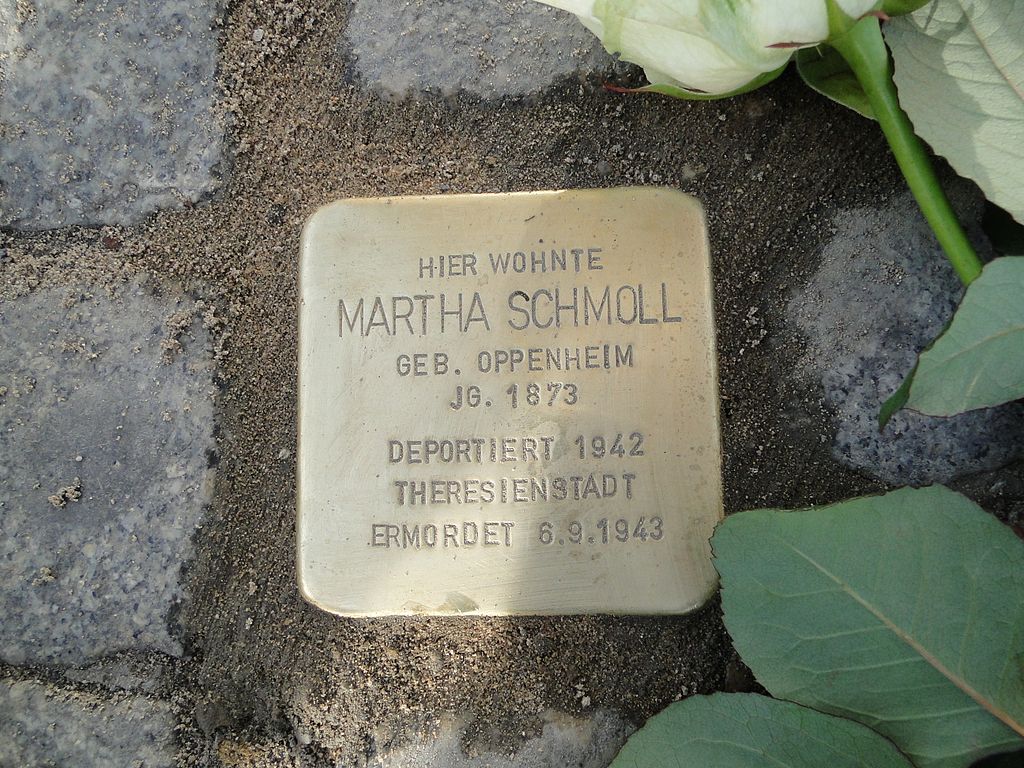 HIER WOHNTE
MARTHA SCHMOLL
GEB. OPPENHEIM
JG. 1873
DEPORTIERT 1942
THERESIENSTADT
ERMORDET 6.9.1943